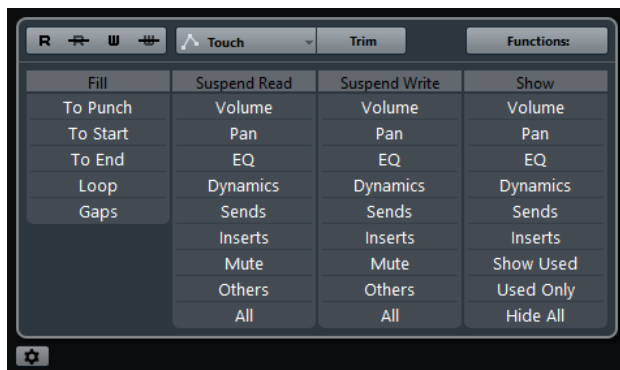 R R W W Touch Trim Functions:
Fill Suspend Read Suspend Write Show
To Punch Volume Volume Volume
To Start Pan Pan Pan
To End EQ EQ EQ
Loop Dynamics Dynamics Dynamics
Gaps Sends Sends Sends
Inserts Inserts Inserts
Mute Mute Show Used
Others Others Used Only
All All Hide All